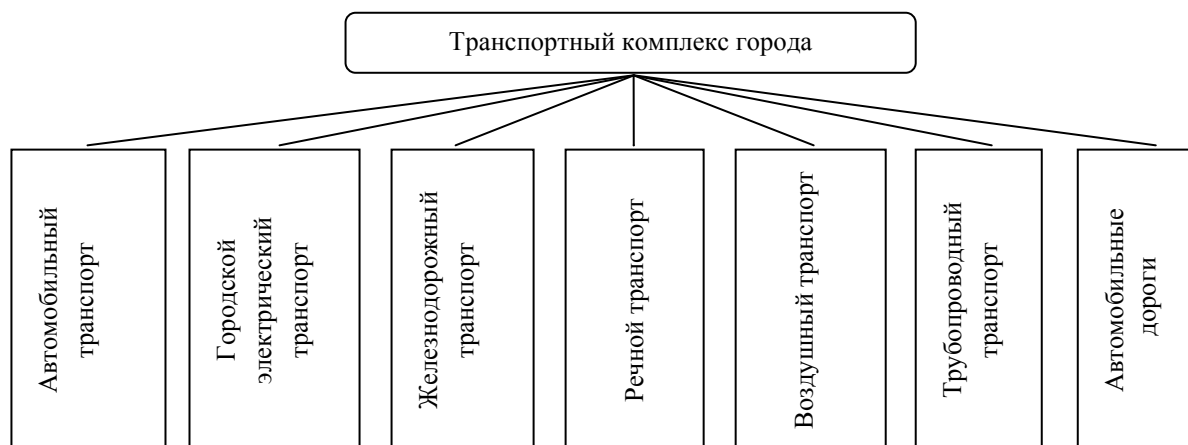 Транспортный комплекс города
Автомобильный
транспорт
Городской
электрический
транспорт
Железнодорожный
транспорт
Речной транспорт
Воздушный транспорт
Трубопроводный
транспорт
Автомобильные
дороги